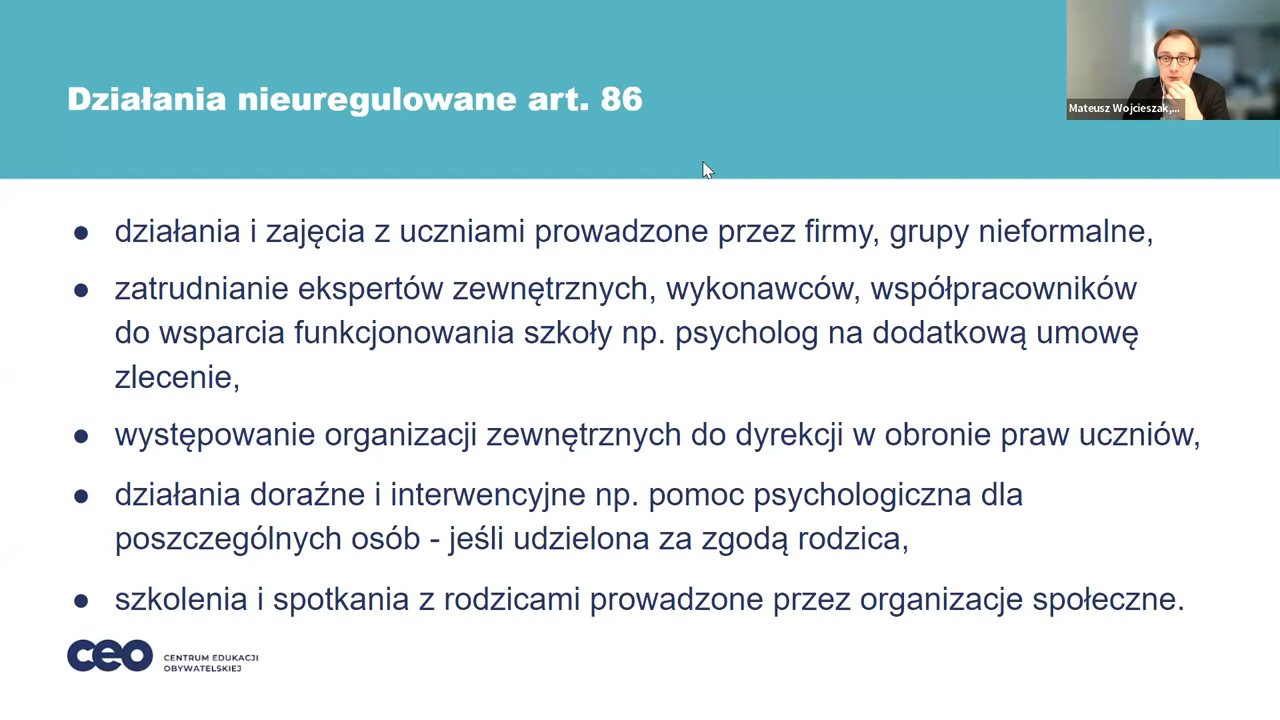 Działania nieuregulowane art. 86
Mateusz Wojcieszak,...
● działania i zajęcia z uczniami prowadzone przez firmy, grupy nieformalne,
● zatrudnianie ekspertów zewnętrznych, wykonawców, współpracowników
do wsparcia funkcjonowania szkoły np. psycholog na dodatkową umowę
zlecenie,
● występowanie organizacji zewnętrznych do dyrekcji w obronie praw uczniów,
● działania doraźne i interwencyjne np. pomoc psychologiczna dla
poszczególnych osób - jeśli udzielona za zgodą rodzica,
● szkolenia i spotkania z rodzicami prowadzone przez organizacje społeczne.
ceo CENTRUM EDUKACJI
OBYWATELSKIEJ